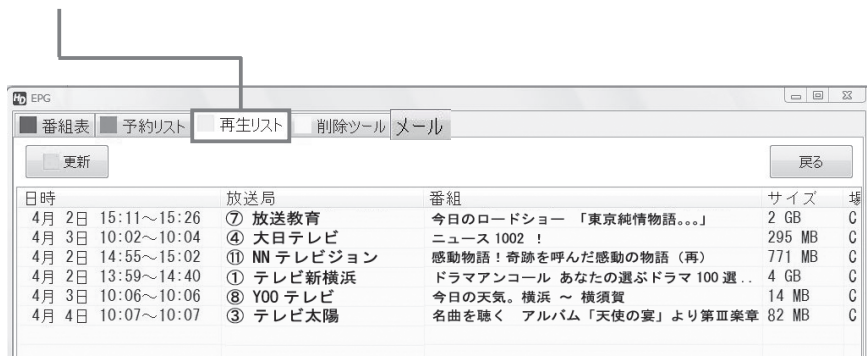 HD EPG
番組表 予約リスト 再生リスト 削除ツール メール
更新 戻る
日時 放送局 番組 サイズ 場
4月 2日 15:11～15:26 ⑦ 放送教育 今日のロードショー 「東京純情物語｡｡｡」 2 GB C
4月 3日 10:02～10:04 ④ 大日テレビ ニュース 1002 ！ 295 MB C
4月 2日 14:55～15:02 ⑪ NN テレビジョン 感動物語！奇跡を呼んだ感動の物語（再） 771 MB C
4月 2日 13:59～14:40 ① テレビ新横浜 ドラマアンコール あなたの選ぶドラマ 100 選.. 4 GB C
4月 3日 10:06～10:06 ⑧ YOO テレビ 今日の天気。横浜 ～ 横須賀 14 MB C
4月 4日 10:07～10:07 ③ テレビ太陽 名曲を聴く アルバム「天使の宴」より第Ⅲ楽章 82 MB C